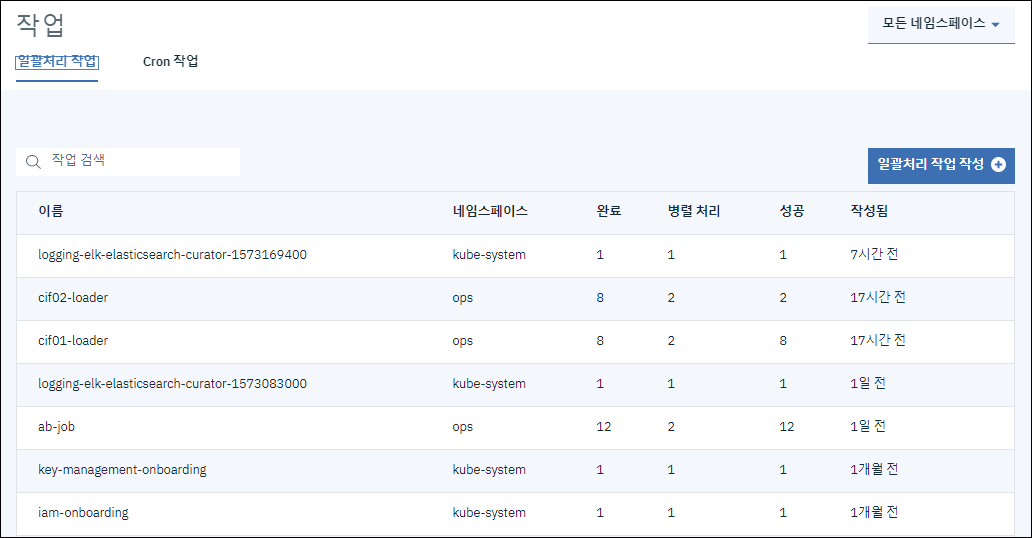 작업
모든 네임스페이스
일괄처리 작업 Cron 작업
작업 검색
일괄처리 작업 작성
이름 네임스페이스 완료 병렬 처리 성공 작성됨
logging-elk-elasticsearch-curator-1573169400 kube-system 1 1 1 7시간 전
cif02-loader ops 8 2 2 17시간 전
cif01-loader ops 8 2 8 17시간 전
logging-elk-elasticsearch-curator-1573083000 kube-system 1 1 1 1일 전
ab-job ops 12 2 12 1일 전
key-management-onboarding kube-system 1 1 1 1개월 전
iam-onboarding kube-system 1 1 1 1개월 전